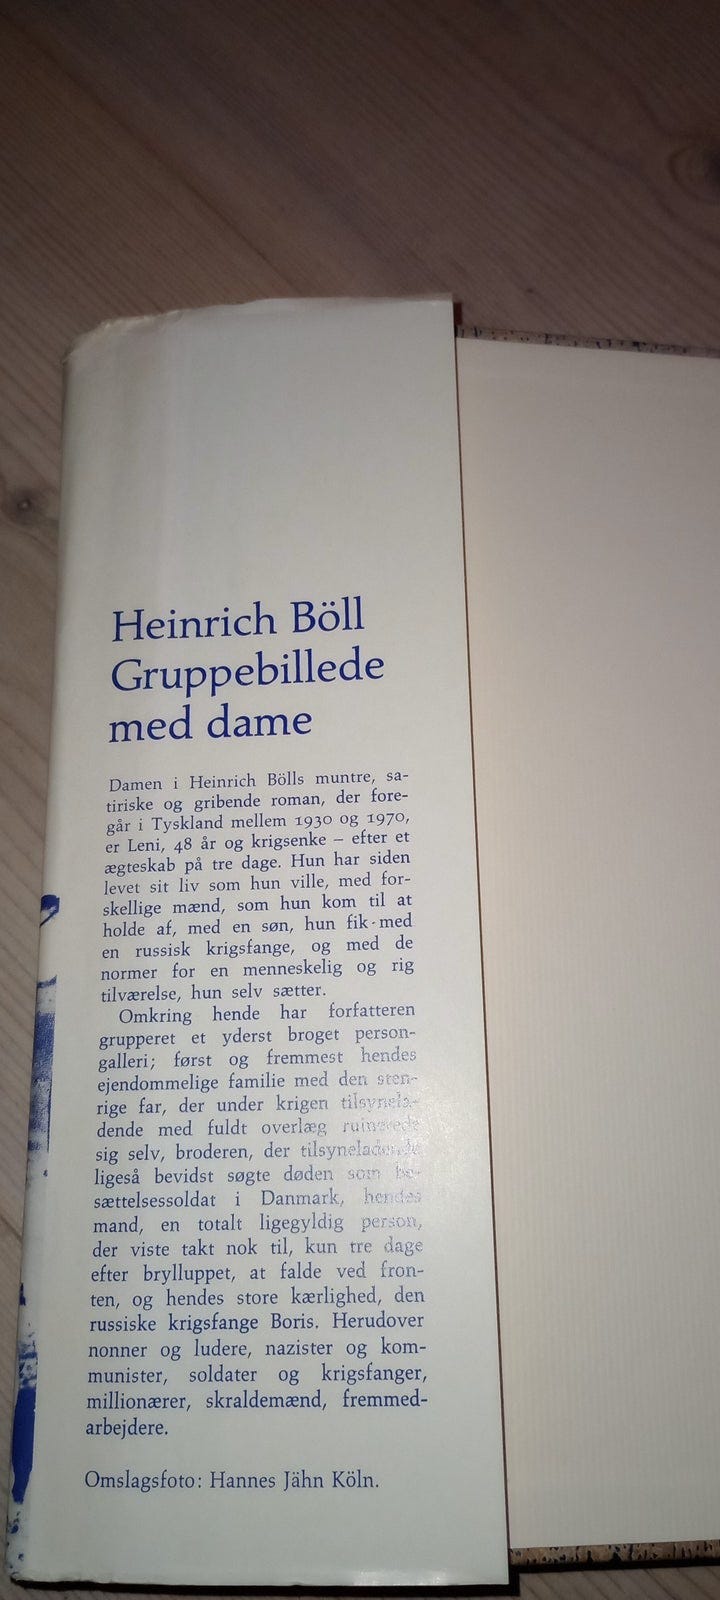 Heinrich Böll
Gruppebillede
med dame
Damen i Heinrich Bölls muntre, sa-
tiriske og gribende roman, der fore-
går i Tyskland mellem 1930 og 1970,
er Leni, 48 år og krigsenke – efter et
ægteskab på tre dage. Hun har siden
levet sit liv som hun ville, med for-
skellige mænd, som hun kom til at
holde af, med en søn, hun fik med
en russisk krigsfange, og med de
normer for en menneskelig og rig
tilværelse, hun selv sætter.
Omkring hende har forfatteren
grupperet et yderst broget person-
galleri; først og fremmest hendes
ejendommelige familie med den sten-
rige far, der under krigen tilsynela-
dende med fuldt overlæg ruinerede
sig selv, broderen, der tilsyneladende
ligeså bevidst søgte døden som be-
sættelsessoldat i Danmark, hendes
mand, en totalt ligegyldig person,
der viste takt nok til, kun tre dage
efter brylluppet, at falde ved fron-
ten, og hendes store kærlighed, den
russiske krigsfange Boris. Herudover
nonner og ludere, nazister og kom-
munister, soldater og krigsfanger,
millionærer, skraldemænd, fremmed-
arbejdere.
Omslagsfoto: Hannes Jähn Köln.